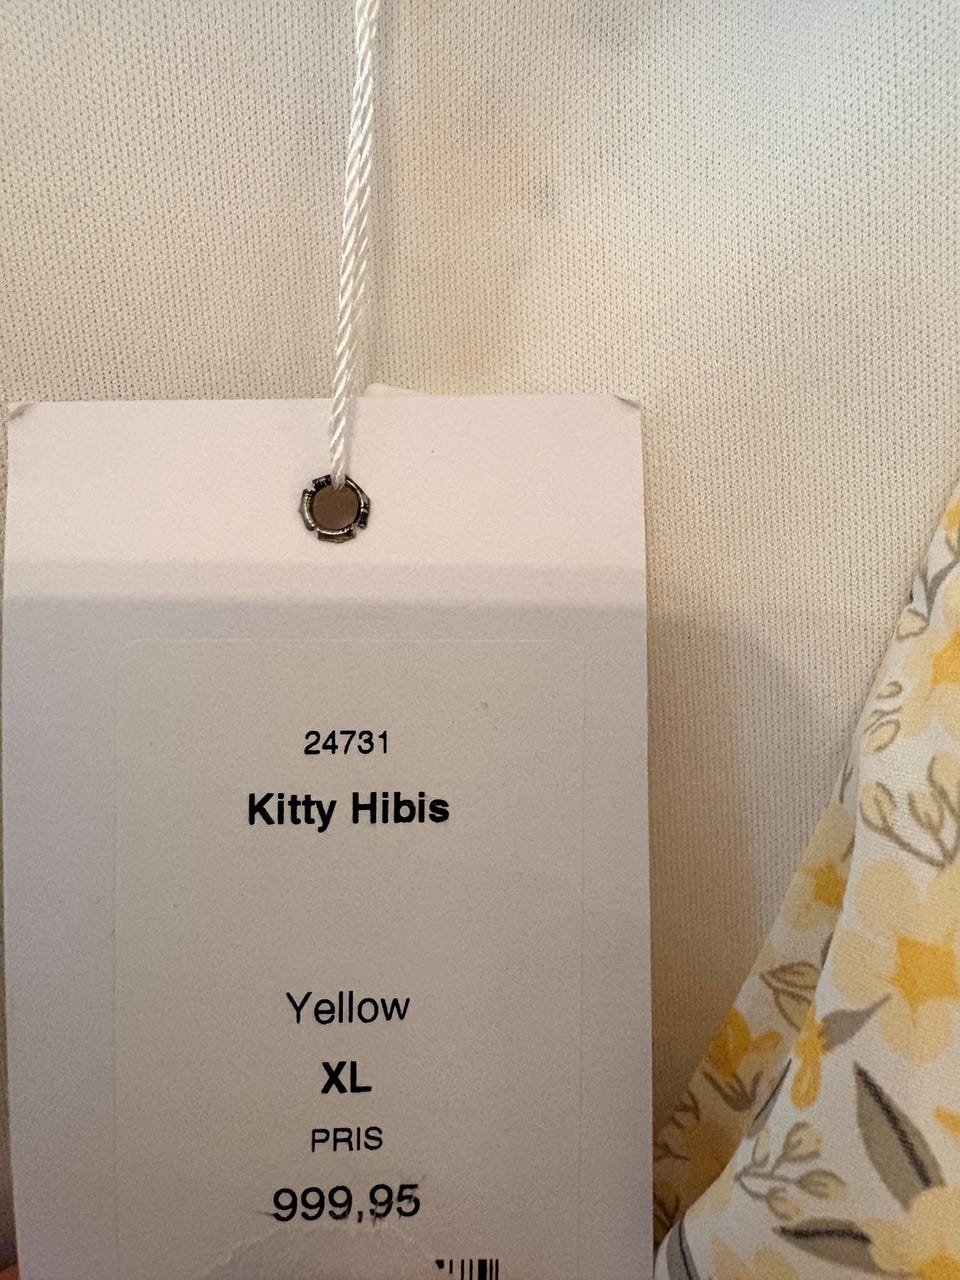 24731
Kitty Hibis
Yellow
XL
PRIS
999,95